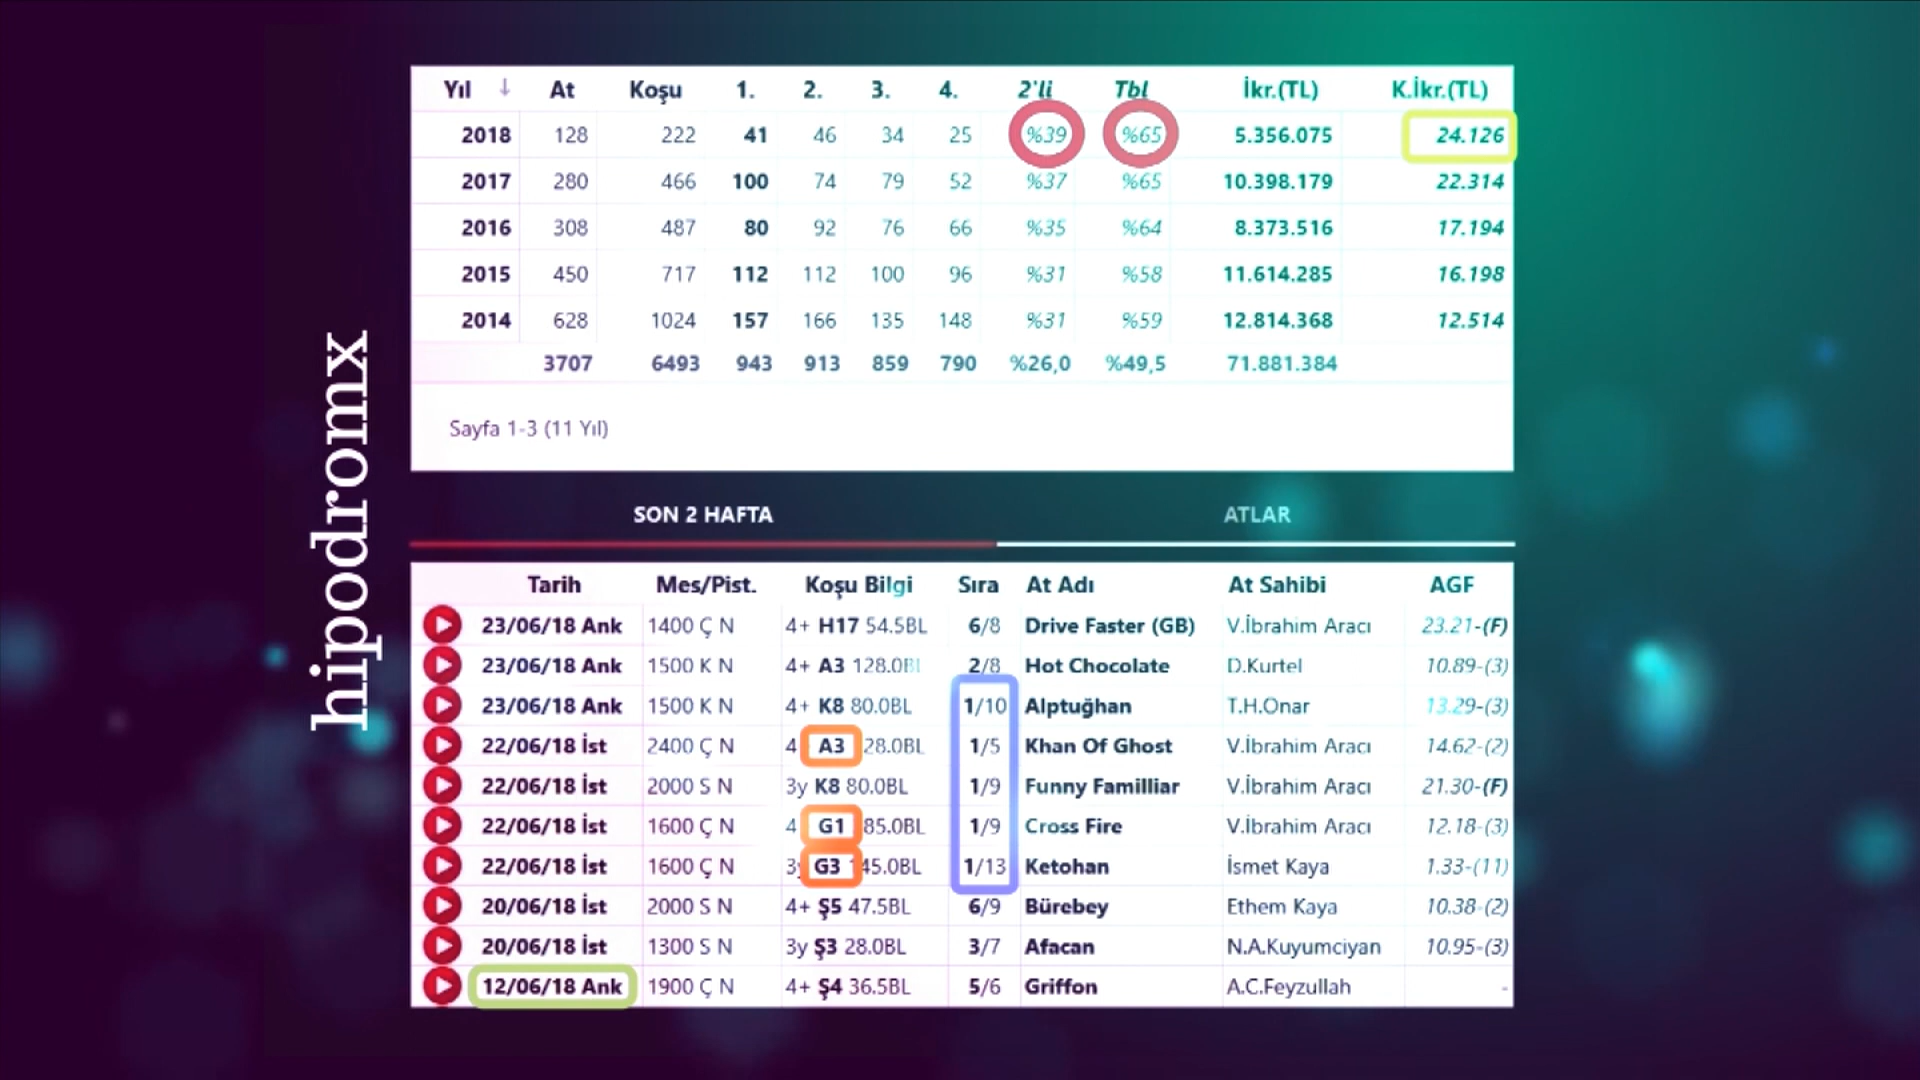 hipodromx
Yıl ↓ At Koşu 1. 2. 3. 4. 2'li Tbl İkr.(TL) K.İkr.(TL)
2018 128 222 41 46 34 25 %39 %65 5.356.075 24.126
2017 280 466 100 74 79 52 %37 %65 10.398.179 22.314
2016 308 487 80 92 76 66 %35 %64 8.373.516 17.194
2015 450 717 112 112 100 96 %31 %58 11.614.285 16.198
2014 628 1024 157 166 135 148 %31 %59 12.814.368 12.514
3707 6493 943 913 859 790 %26,0 %49,5 71.881.384
Sayfa 1-3 (11 Yıl)
SON 2 HAFTA ATLAR
Tarih Mes/Pist. Koşu Bilgi Sıra At Adı At Sahibi AGF
23/06/18 Ank 1400 Ç N 4+ H17 54.5BL 6/8 Drive Faster (GB) V.İbrahim Aracı 23.21-(F)
23/06/18 Ank 1500 K N 4+ A3 128.0BL 2/8 Hot Chocolate D.Kurtel 10.89-(3)
23/06/18 Ank 1500 K N 4+ K8 80.0BL 1/10 Alptuğhan T.H.Onar 13.29-(3)
22/06/18 İst 2400 Ç N 4 A3 28.0BL 1/5 Khan Of Ghost V.İbrahim Aracı 14.62-(2)
22/06/18 İst 2000 S N 3y K8 80.0BL 1/9 Funny Familliar V.İbrahim Aracı 21.30-(F)
22/06/18 İst 1600 Ç N 4 G1 85.0BL 1/9 Cross Fire V.İbrahim Aracı 12.18-(3)
22/06/18 İst 1600 Ç N 3y G3 145.0BL 1/13 Ketohan İsmet Kaya 1.33-(11)
20/06/18 İst 2000 S N 4+ Ş5 47.5BL 6/9 Bürebey Ethem Kaya 10.38-(2)
20/06/18 İst 1300 S N 3y Ş3 28.0BL 3/7 Afacan N.A.Kuyumciyan 10.95-(3)
12/06/18 Ank 1900 Ç N 4+ Ş4 36.5BL 5/6 Griffon A.C.Feyzullah -